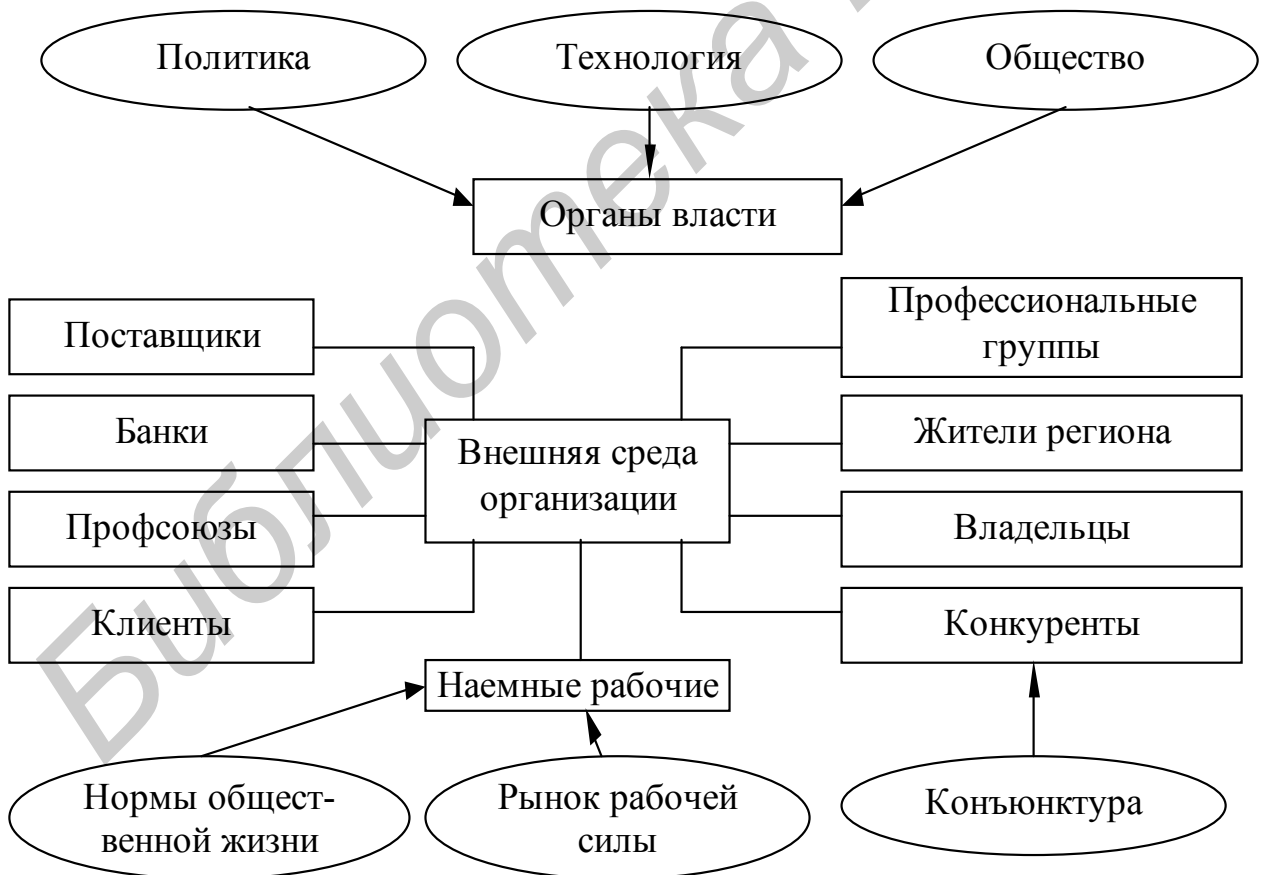 Политика
Технология
Общество
Органы власти
Поставщики
Профессиональные
группы
Банки
Жители региона
Внешняя среда
организации
Профсоюзы
Владельцы
Клиенты
Конкуренты
Наемные рабочие
Нормы общест-
венной жизни
Рынок рабочей
силы
Конъюнктура
Библиотека